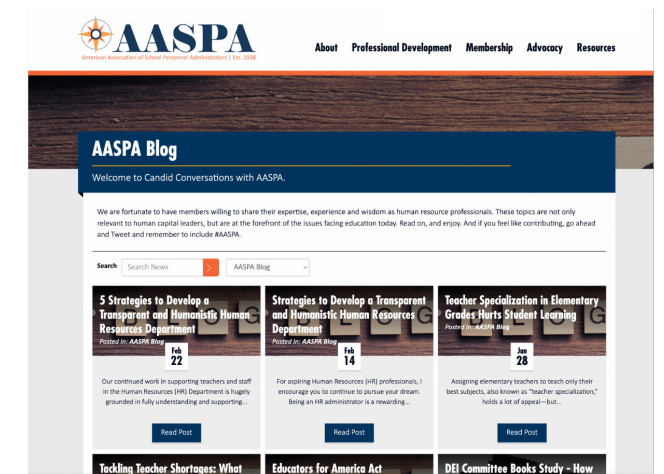 AASPA
American Association of School Personnel Administrators | Est. 1938
About Professional Development Membership Advocacy Resources
AASPA Blog
Welcome to Candid Conversations with AASPA.
We are fortunate to have members willing to share their expertise, experience and wisdom as human resource professionals. These topics are not only
relevant to human capital leaders, but are at the forefront of the issues facing education today. Read on, and enjoy. And if you feel like contributing, go ahead
and Tweet and remember to include #AASPA.
Search Search News AASPA Blog
5 Strategies to Develop a
Transparent and Humanistic Human
Resources Department
Posted in: AASPA Blog
Feb
22
Our continued work in supporting teachers and staff
in the Human Resources (HR) Department is hugely
grounded in fully understanding and supporting...
Read Post
Strategies to Develop a Transparent
and Humanistic Human Resources
Department
Posted in: AASPA Blog
Feb
14
For aspiring Human Resources (HR) professionals, I
encourage you to continue to pursue your dream.
Being an HR administrator is a rewarding...
Read Post
Teacher Specialization in Elementary
Grades Hurts Student Learning
Posted in: AASPA Blog
Jan
28
Assigning elementary teachers to teach only their
best subjects, also known as "teacher specialization,"
holds a lot of appeal—but...
Read Post
Tackling Teacher Shortages: What
Educators for America Act
DEI Committee Books Study - How